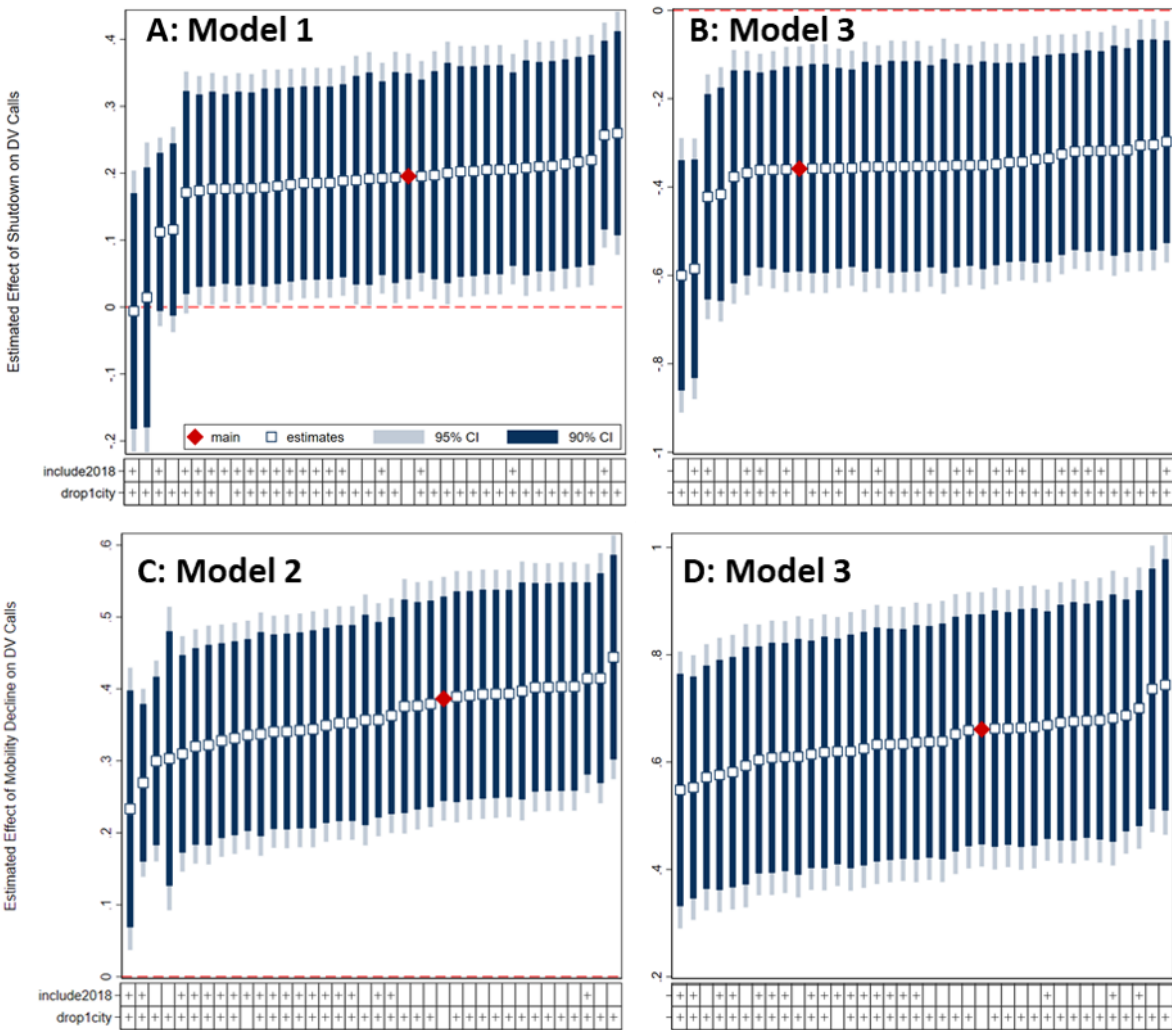 A: Model 1
B: Model 3
Estimated Effect of Shutdown on DV Calls
.4
.3
.2
.1
0
-.1
-.2
0
-.2
-.4
-.6
-.8
-1
main
estimates
95% CI
90% CI
include2018
drop1city
C: Model 2
D: Model 3
Estimated Effect of Mobility Decline on DV Calls
.6
.5
.4
.3
.2
.1
0
1
.8
.6
.4
.2
include2018
drop1city